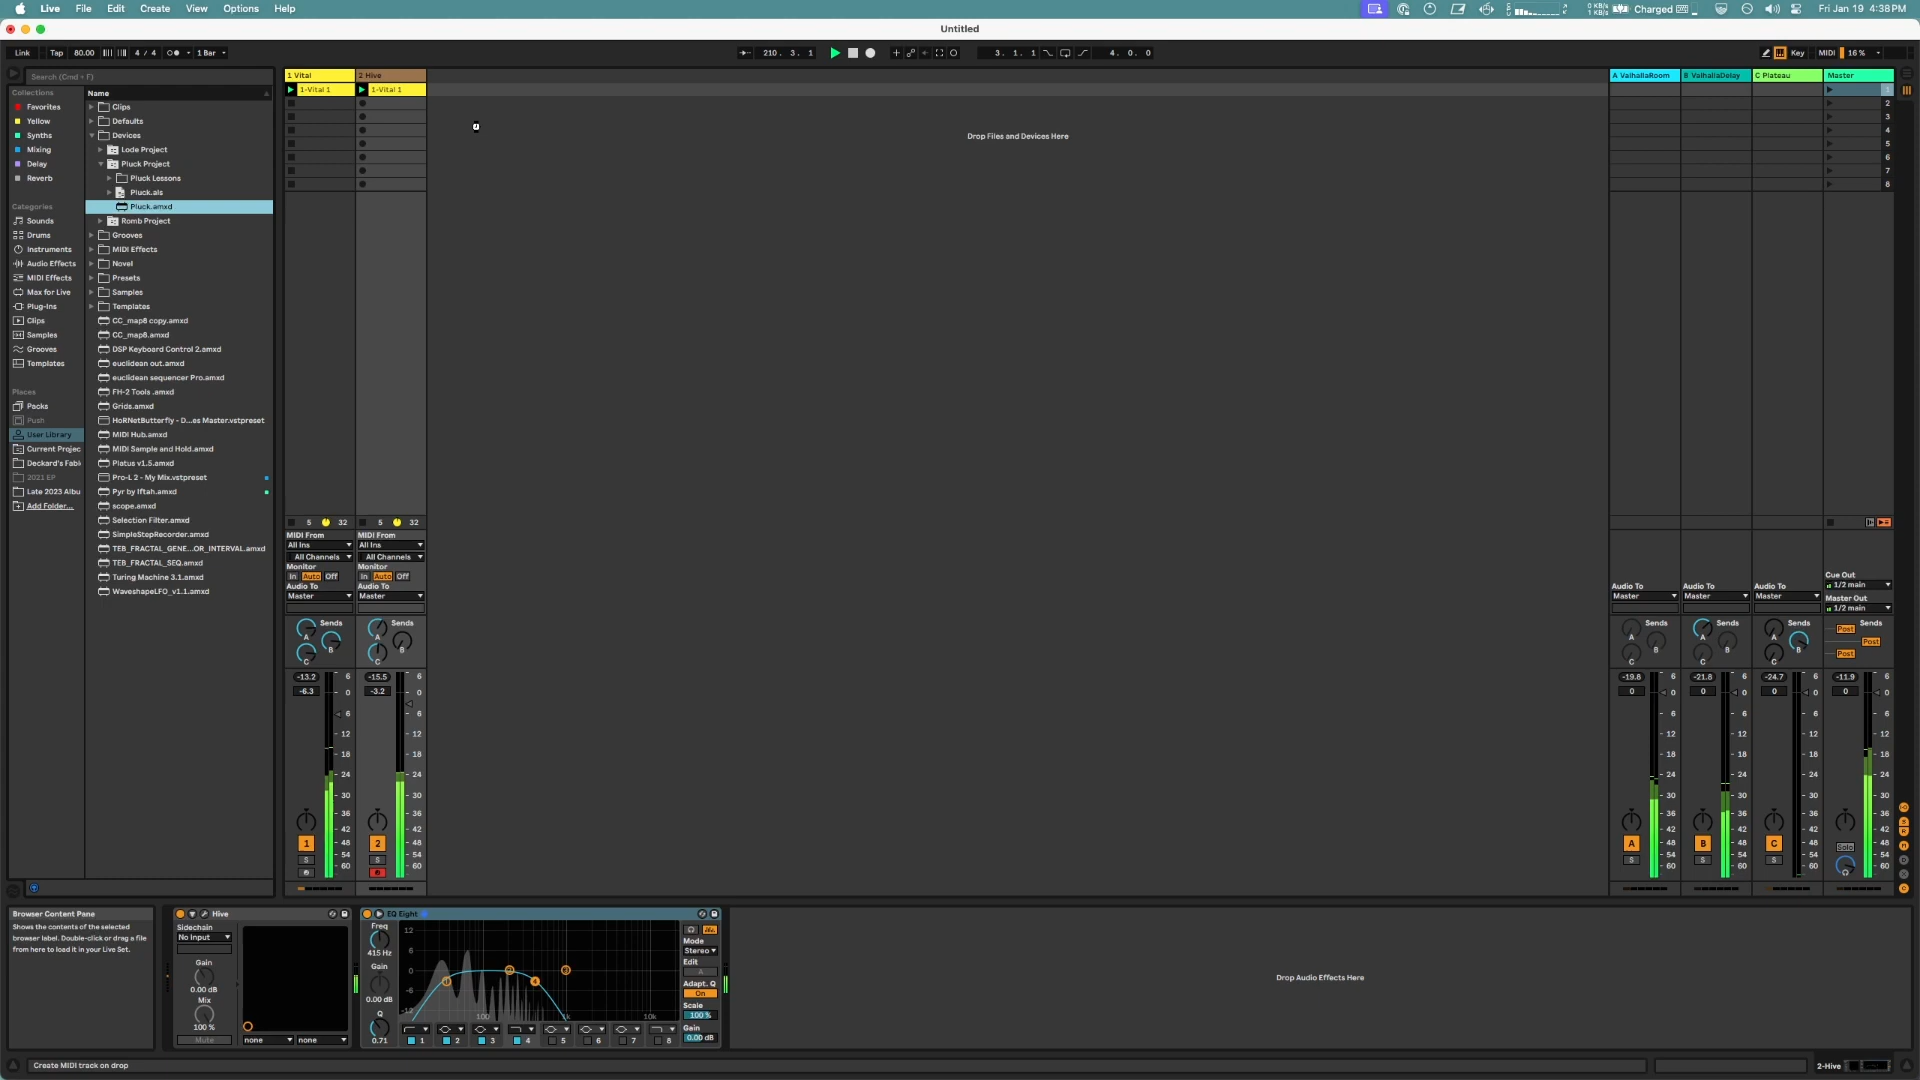 Live File Edit Create View Options Help
0 KB/s
1 KB/s
Charged
Fri Jan 19 4:38 PM
Untitled
Link Tap 80.00 4 / 4 1 Bar
210. 3. 1
3. 1. 1
4. 0. 0
Key MIDI 16 %
Search (Cmd + F)
Collections
Favorites
Yellow
Synths
Mixing
Delay
Reverb
Categories
Sounds
Drums
Instruments
Audio Effects
MIDI Effects
Max for Live
Plug-Ins
Clips
Samples
Grooves
Templates
Places
Packs
Push
User Library
Current Projec
Deckard's Fabl
2021 EP
Late 2023 Albu
Add Folder...
Name
Clips
Defaults
Devices
Lode Project
Pluck Project
Pluck Lessons
Pluck.als
Pluck.amxd
Romb Project
Grooves
MIDI Effects
Novel
Presets
Samples
Templates
CC_map8 copy.amxd
CC_map8.amxd
DSP Keyboard Control 2.amxd
euclidean out.amxd
euclidean sequencer Pro.amxd
FH-2 Tools .amxd
Grids.amxd
HoRNetButterfly - D...es Master.vstpreset
MIDI Hub.amxd
MIDI Sample and Hold.amxd
Platus v1.5.amxd
Pro-L 2 - My Mix.vstpreset
Pyr by Iftah.amxd
scope.amxd
Selection Filter.amxd
SimpleStepRecorder.amxd
TEB_FRACTAL_GENE...OR_INTERVAL.amxd
TEB_FRACTAL_SEQ.amxd
Turing Machine 3.1.amxd
WaveshapeLFO_v1.1.amxd
1 Vital
2 Hive
1-Vital 1
1-Vital 1
Drop Files and Devices Here
A ValhallaRoom
B ValhallaDelay
C Plateau
Master
1
2
3
4
5
6
7
8
5 32
5 32
MIDI From
All Ins
All Channels
Monitor
In Auto Off
Audio To
Master
MIDI From
All Ins
All Channels
Monitor
In Auto Off
Audio To
Master
Audio To
Master
Audio To
Master
Audio To
Master
Cue Out
1/2 main
Master Out
1/2 main
Sends
A
B
C
Sends
A
B
C
Sends
A
B
C
Sends
A
B
C
Sends
A
B
C
Sends
Post
Post
Post
-13.2
-6.3
6
0
6
12
18
24
30
36
42
48
54
60
1
S
-15.5
-3.2
6
0
6
12
18
24
30
36
42
48
54
60
2
S
-19.8
0
6
0
6
12
18
24
30
36
42
48
54
60
A
S
-21.8
0
6
0
6
12
18
24
30
36
42
48
54
60
B
S
-24.7
0
6
0
6
12
18
24
30
36
42
48
54
60
C
S
-11.9
0
6
0
6
12
18
24
30
36
42
48
54
60
Solo
Browser Content Pane
Shows the contents of the selected
browser label. Double-click or drag a file
from here to load it in your Live Set.
Hive
Sidechain
No Input
Gain
0.00 dB
Mix
100 %
Mute
none none
EQ Eight
Freq
415 Hz
Gain
0.00 dB
Q
0.71
12
6
0
-6
-12
100 1k 10k
1 2 3 4 5 6 7 8
Mode
Stereo
Edit
A
Adapt. Q
On
Scale
100 %
Gain
0.00 dB
Drop Audio Effects Here
Create MIDI track on drop
2-Hive